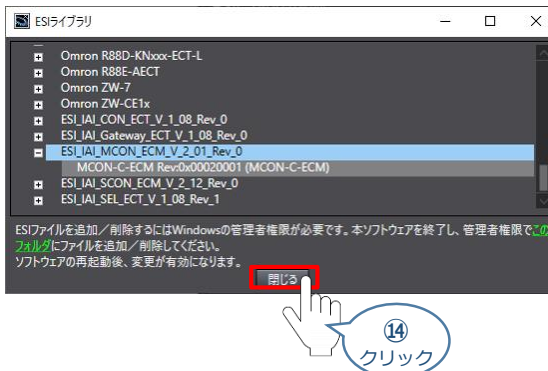 ESIライブラリ
Omron R88D-KNxxx-ECT-L
Omron R88E-AECT
Omron ZW-7
Omron ZW-CE1x
ESI_IAI_CON_ECT_V_1_08_Rev_0
ESI_IAI_Gateway_ECT_V_1_08_Rev_0
ESI_IAI_MCON_ECM_V_2_01_Rev_0
MCON-C-ECM Rev:0x00020001 (MCON-C-ECM)
ESI_IAI_SCON_ECM_V_2_12_Rev_0
ESI_IAI_SEL_ECT_V_1_08_Rev_1
ESIファイルを追加／削除するにはWindowsの管理者権限が必要です。本ソフトウェアを終了し、管理者権限でこの
フォルダにファイルを追加／削除してください。
ソフトウェアの再起動後、変更が有効になります。
閉じる
⑭
クリック